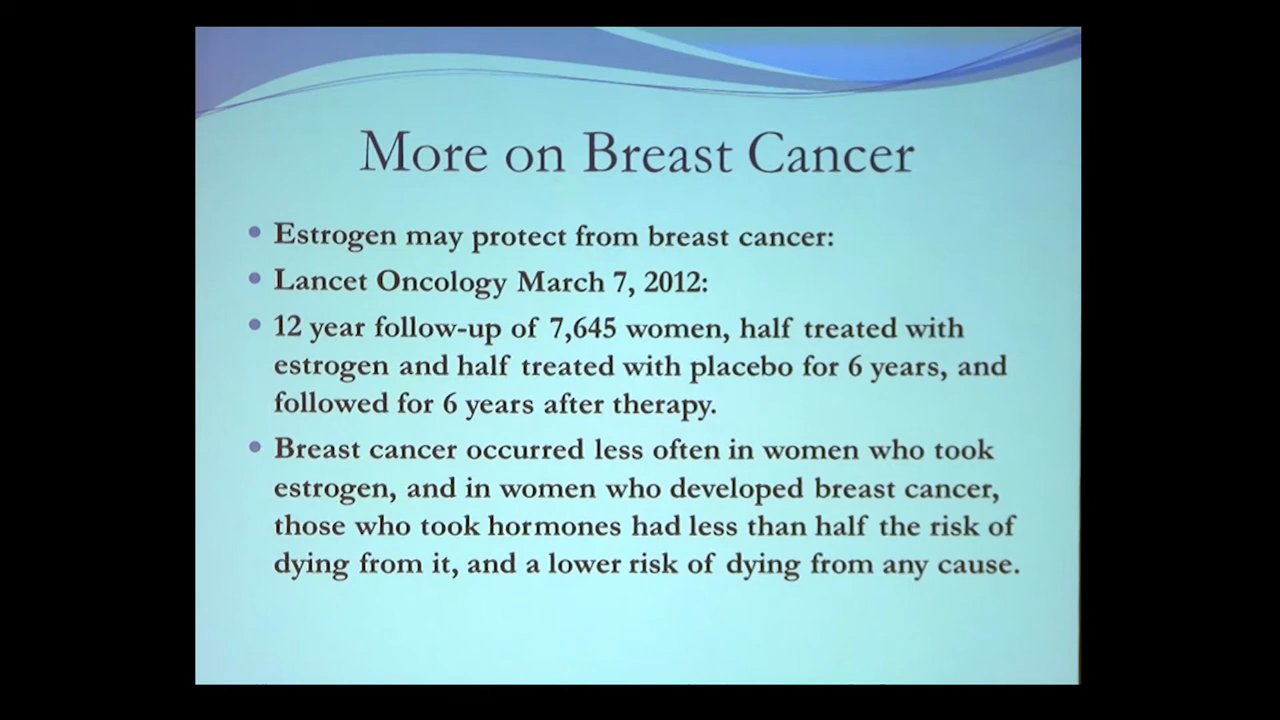 More on Breast Cancer
• Estrogen may protect from breast cancer:
• Lancet Oncology March 7, 2012:
• 12 year follow-up of 7,645 women, half treated with
estrogen and half treated with placebo for 6 years, and
followed for 6 years after therapy.
• Breast cancer occurred less often in women who took
estrogen, and in women who developed breast cancer,
those who took hormones had less than half the risk of
dying from it, and a lower risk of dying from any cause.